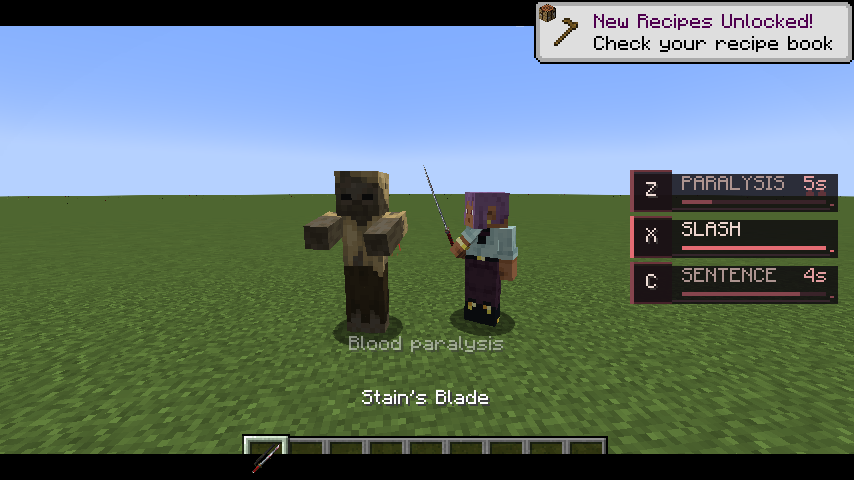 New Recipes Unlocked!
Check your recipe book
Z PARALYSIS 5s
X SLASH
C SENTENCE 4s
Blood paralysis
Stain's Blade